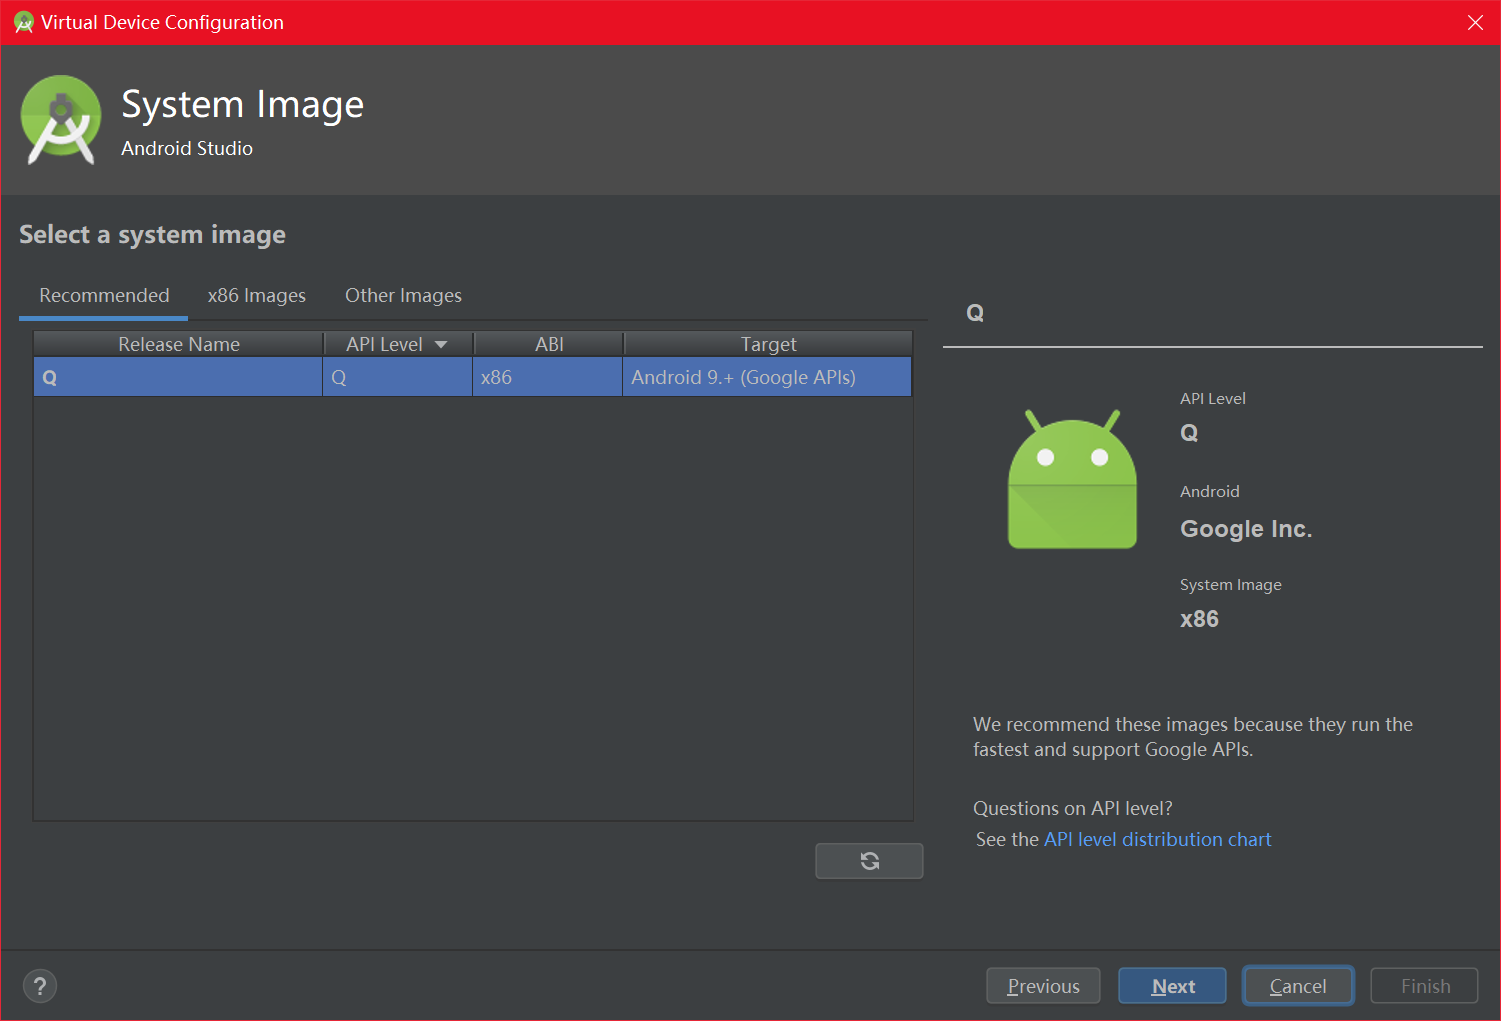 Virtual Device Configuration
System Image
Android Studio
Select a system image
Recommended x86 Images Other Images
Release Name API Level ABI Target
Q Q x86 Android 9.+ (Google APIs)
Q
API Level
Q
Android
Google Inc.
System Image
x86
We recommend these images because they run the
fastest and support Google APIs.
Questions on API level?
See the API level distribution chart
? Previous Next Cancel Finish